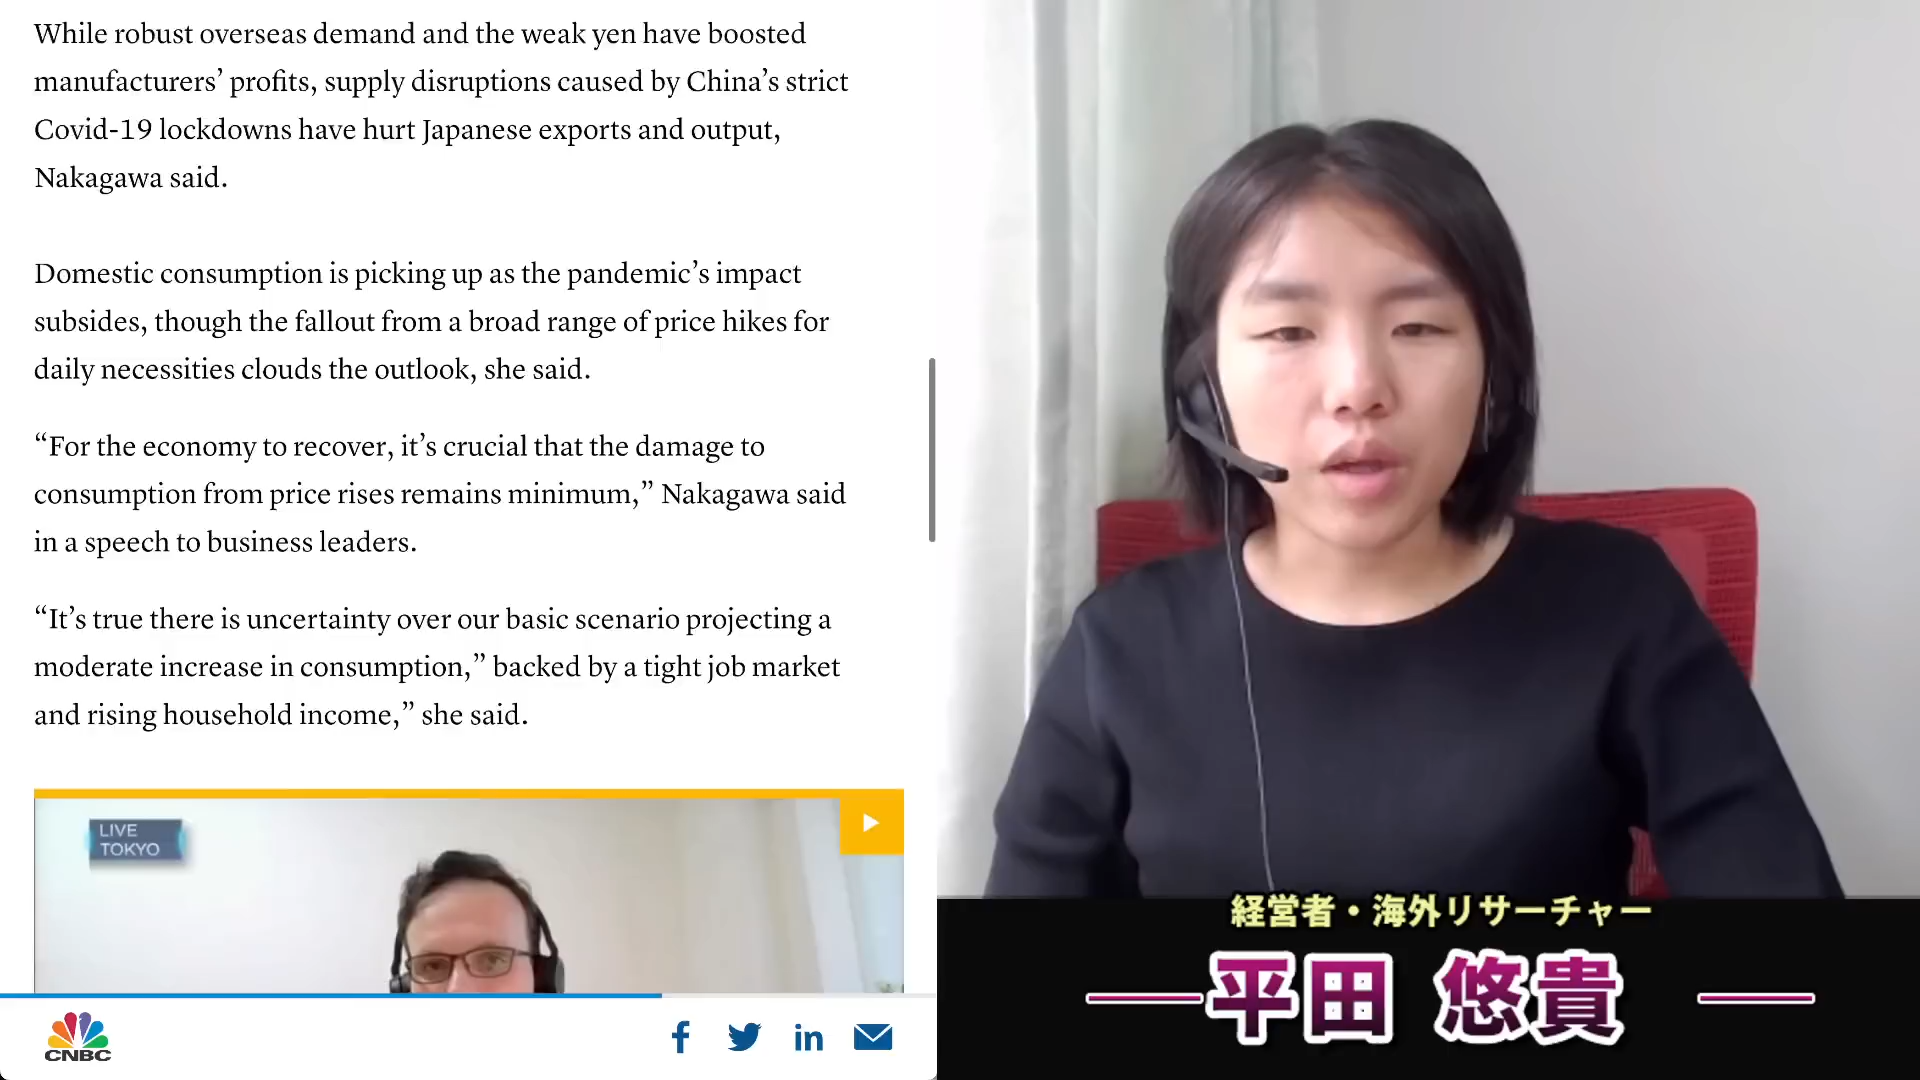 While robust overseas demand and the weak yen have boosted
manufacturers’ profits, supply disruptions caused by China’s strict
Covid-19 lockdowns have hurt Japanese exports and output,
Nakagawa said.
Domestic consumption is picking up as the pandemic’s impact
subsides, though the fallout from a broad range of price hikes for
daily necessities clouds the outlook, she said.
“For the economy to recover, it’s crucial that the damage to
consumption from price rises remains minimum,” Nakagawa said
in a speech to business leaders.
“It’s true there is uncertainty over our basic scenario projecting a
moderate increase in consumption,” backed by a tight job market
and rising household income,” she said.
LIVE
TOKYO
CNBC
経営者・海外リサーチャー
平田 悠貴